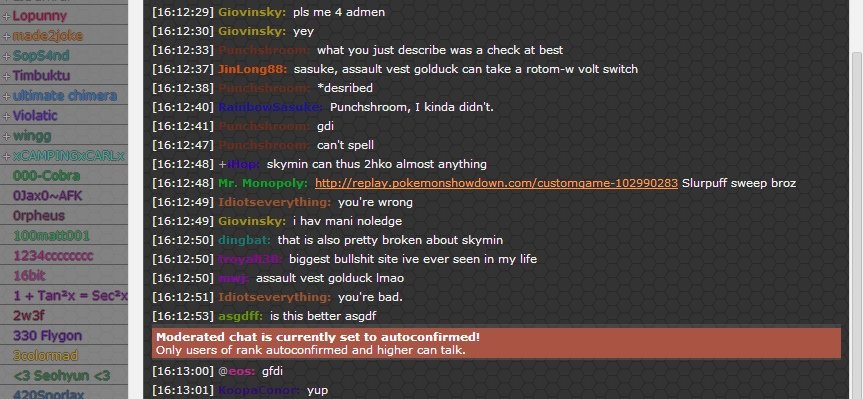 +Lopunny
+made2joke
+SopS4nd
+Timbuktu
+ultimate chimera
+Violatic
+wingg
+xCAMPINGxCARLx
000-Cobra
0Jax0~AFK
0rpheus
100matt001
1234cccccccc
16bit
1 + Tan²x = Sec²x
2w3f
330 Flygon
3colormad
<3 Seohyun <3
420Snorlax
[16:12:29] Giovinsky: pls me 4 admen
[16:12:30] Giovinsky: yey
[16:12:33] Punchshroom: what you just describe was a check at best
[16:12:37] JinLong88: sasuke, assault vest golduck can take a rotom-w volt switch
[16:12:38] Punchshroom: *desribed
[16:12:40] RainbowSasuke: Punchshroom, I kinda didn't.
[16:12:41] Punchshroom: gdi
[16:12:47] Punchshroom: can't spell
[16:12:48] +iHop: skymin can thus 2hko almost anything
[16:12:48] Mr. Monopoly: http://replay.pokemonshowdown.com/customgame-102990283 Slurpuff sweep broz
[16:12:49] Idiotseverything: you're wrong
[16:12:49] Giovinsky: i hav mani noledge
[16:12:50] dingbat: that is also pretty broken about skymin
[16:12:50] biggest bullshit site ive ever seen in my life
[16:12:50] mwj: assault vest golduck lmao
[16:12:51] Idiotseverything: you're bad.
[16:12:53] asgdff: is this better asgdf
Moderated chat is currently set to autoconfirmed!
Only users of rank autoconfirmed and higher can talk.
[16:13:00] @eos: gfdi
[16:13:01] KoopaConor: yup